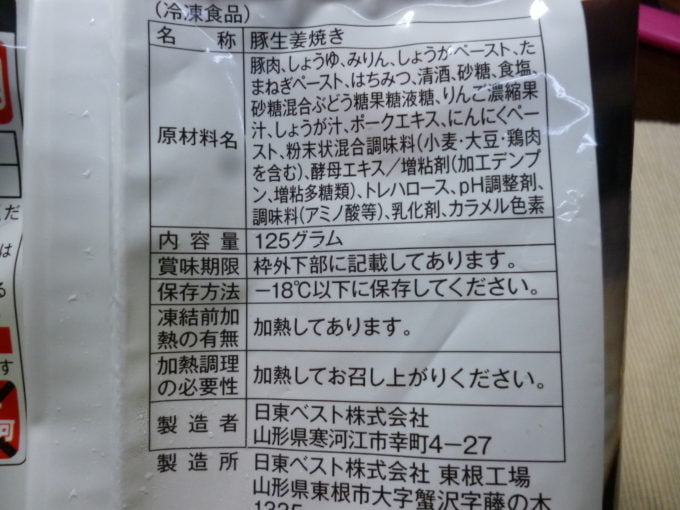 （冷凍食品）
名称 豚生姜焼き
原材料名
豚肉、しょうゆ、みりん、しょうがペースト、た
まねぎペースト、はちみつ、清酒、砂糖、食塩、
砂糖混合ぶどう糖果糖液糖、りんご濃縮果
汁、しょうが汁、ポークエキス、にんにくペー
スト、粉末状混合調味料（小麦・大豆・鶏肉
を含む）、酵母エキス／増粘剤（加工デンプ
ン、増粘多糖類）、トレハロース、pH調整剤、
調味料（アミノ酸等）、乳化剤、カラメル色素
内容量 125グラム
賞味期限 枠外下部に記載してあります。
保存方法 −18℃以下に保存してください。
凍結前加
熱の有無
加熱してあります。
加熱調理
の必要性
加熱してお召し上がりください。
製造者
日東ベスト株式会社
山形県寒河江市幸町4−27
製造所
日東ベスト株式会社 東根工場
山形県東根市大字蟹沢字藤の木
だ
は
る
す